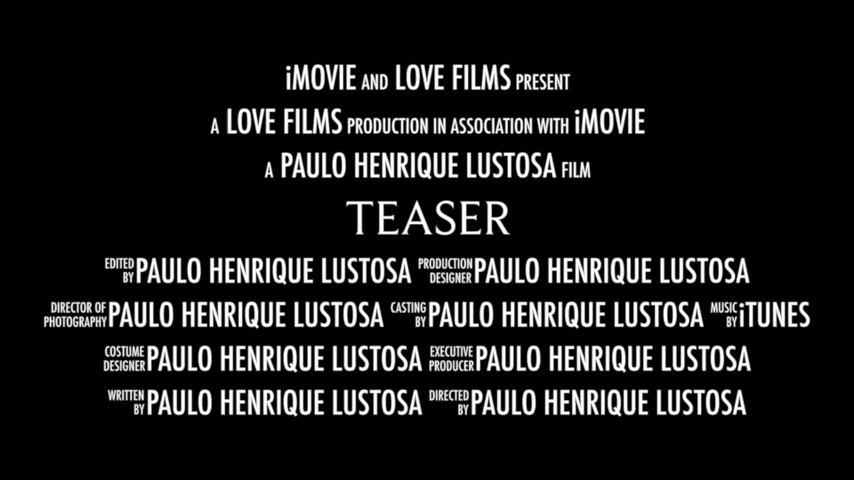 iMOVIE AND LOVE FILMS PRESENT
A LOVE FILMS PRODUCTION IN ASSOCIATION WITH iMOVIE
A PAULO HENRIQUE LUSTOSA FILM
TEASER
EDITED BY PAULO HENRIQUE LUSTOSA PRODUCTION DESIGNER PAULO HENRIQUE LUSTOSA
DIRECTOR OF PHOTOGRAPHY PAULO HENRIQUE LUSTOSA CASTING BY PAULO HENRIQUE LUSTOSA MUSIC BY iTUNES
COSTUME DESIGNER PAULO HENRIQUE LUSTOSA EXECUTIVE PRODUCER PAULO HENRIQUE LUSTOSA
WRITTEN BY PAULO HENRIQUE LUSTOSA DIRECTED BY PAULO HENRIQUE LUSTOSA